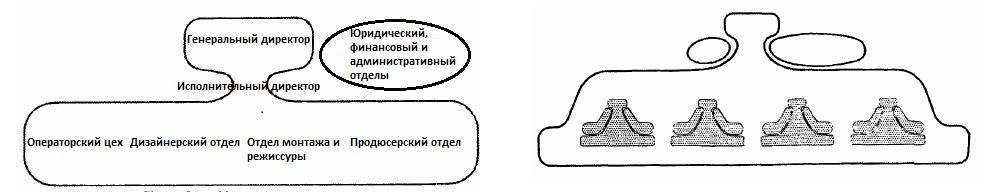 Генеральный директор
Юридический,
финансовый и
административный
отделы
Исполнительный директор
Операторский цех
Дизайнерский отдел
Отдел монтажа и
режиссуры
Продюсерский отдел